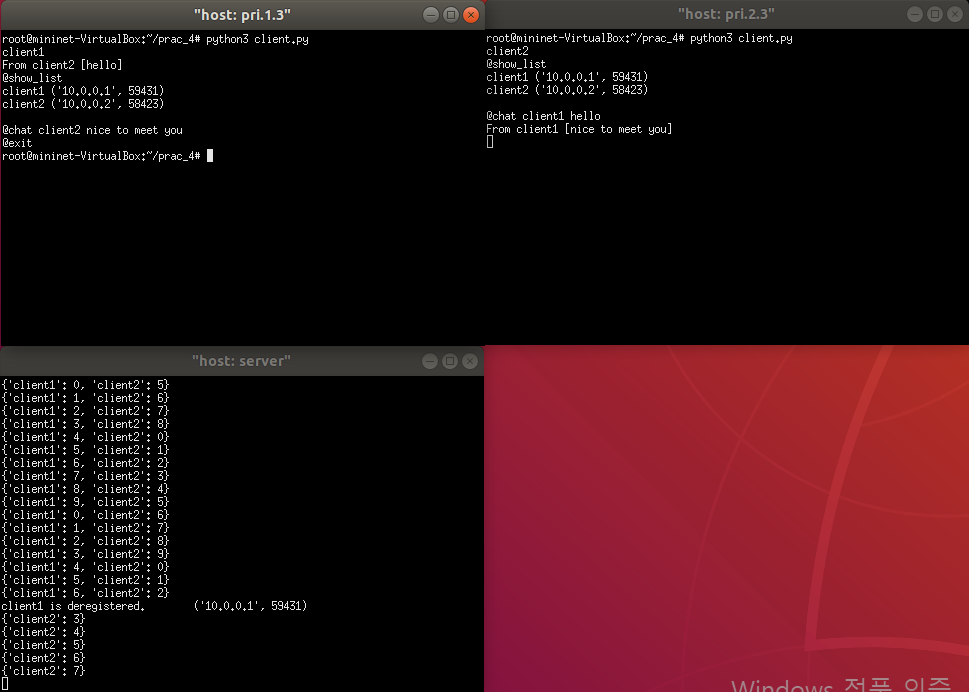 "host: pri.1.3"
root@mininet-VirtualBox:~/prac_4# python3 client.py
client1
From client2 [hello]
@show_list
client1 ('10.0.0.1', 59431)
client2 ('10.0.0.2', 58423)
@chat client2 nice to meet you
@exit
root@mininet-VirtualBox:~/prac_4#
"host: pri.2.3"
root@mininet-VirtualBox:~/prac_4# python3 client.py
client2
@show_list
client1 ('10.0.0.1', 59431)
client2 ('10.0.0.2', 58423)
@chat client1 hello
From client1 [nice to meet you]
"host: server"
{'client1': 0, 'client2': 5}
{'client1': 1, 'client2': 6}
{'client1': 2, 'client2': 7}
{'client1': 3, 'client2': 8}
{'client1': 4, 'client2': 0}
{'client1': 5, 'client2': 1}
{'client1': 6, 'client2': 2}
{'client1': 7, 'client2': 3}
{'client1': 8, 'client2': 4}
{'client1': 9, 'client2': 5}
{'client1': 0, 'client2': 6}
{'client1': 1, 'client2': 7}
{'client1': 2, 'client2': 8}
{'client1': 3, 'client2': 9}
{'client1': 4, 'client2': 0}
{'client1': 5, 'client2': 1}
{'client1': 6, 'client2': 2}
client1 is deregistered. ('10.0.0.1', 59431)
{'client2': 3}
{'client2': 4}
{'client2': 5}
{'client2': 6}
{'client2': 7}
Windows 정품 인증